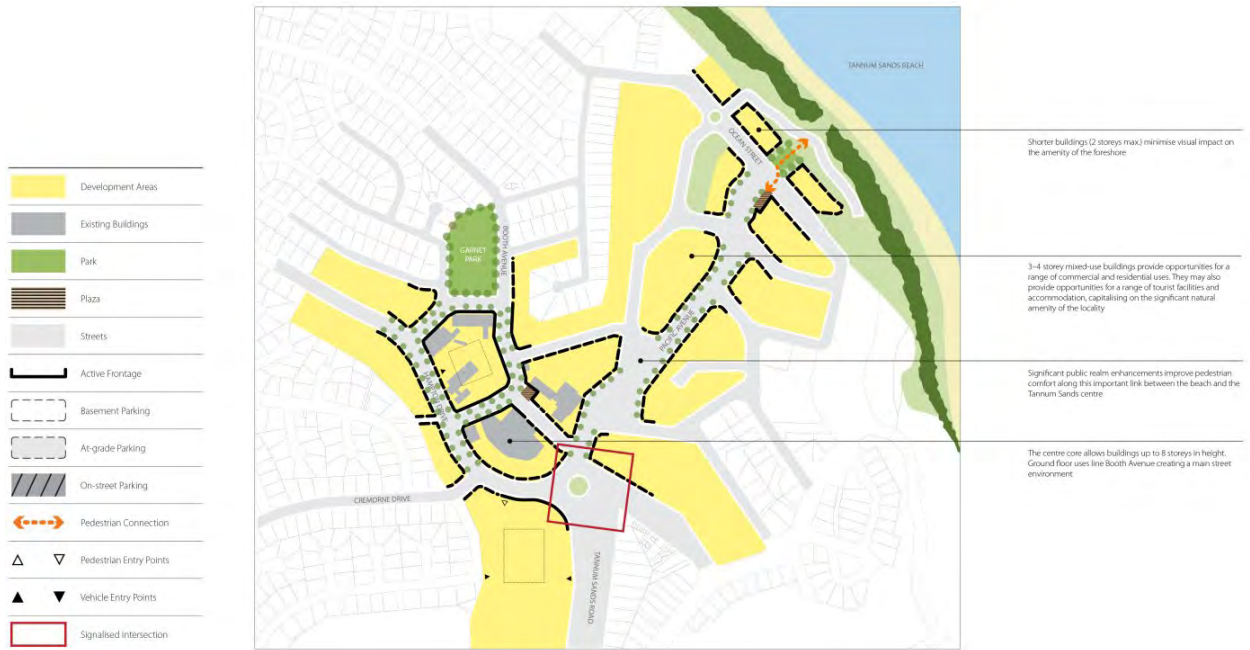 Development Areas
Existing Buildings
Park
Plaza
Streets
Active Frontage
Basement Parking
At-grade Parking
On-street Parking
Pedestrian Connection
Pedestrian Entry Points
Vehicle Entry Points
Signalised Intersection
TANNUM SANDS BEACH
OCEAN STREET
GARNET
PARK
BOOTH AVENUE
PACIFIC AVENUE
HAMPTON DRIVE
CREMORNE DRIVE
TANNUM SANDS ROAD
Shorter buildings (2 storeys max.) minimise visual impact on
the amenity of the foreshore
3–4 storey mixed-use buildings provide opportunities for a
range of commercial and residential uses. They may also
provide opportunities for a range of tourist facilities and
accommodation, capitalising on the significant natural
amenity of the locality
Significant public realm enhancements improve pedestrian
comfort along this important link between the beach and the
Tannum Sands centre
The centre core allows buildings up to 8 storeys in height.
Ground floor uses line Booth Avenue creating a main street
environment